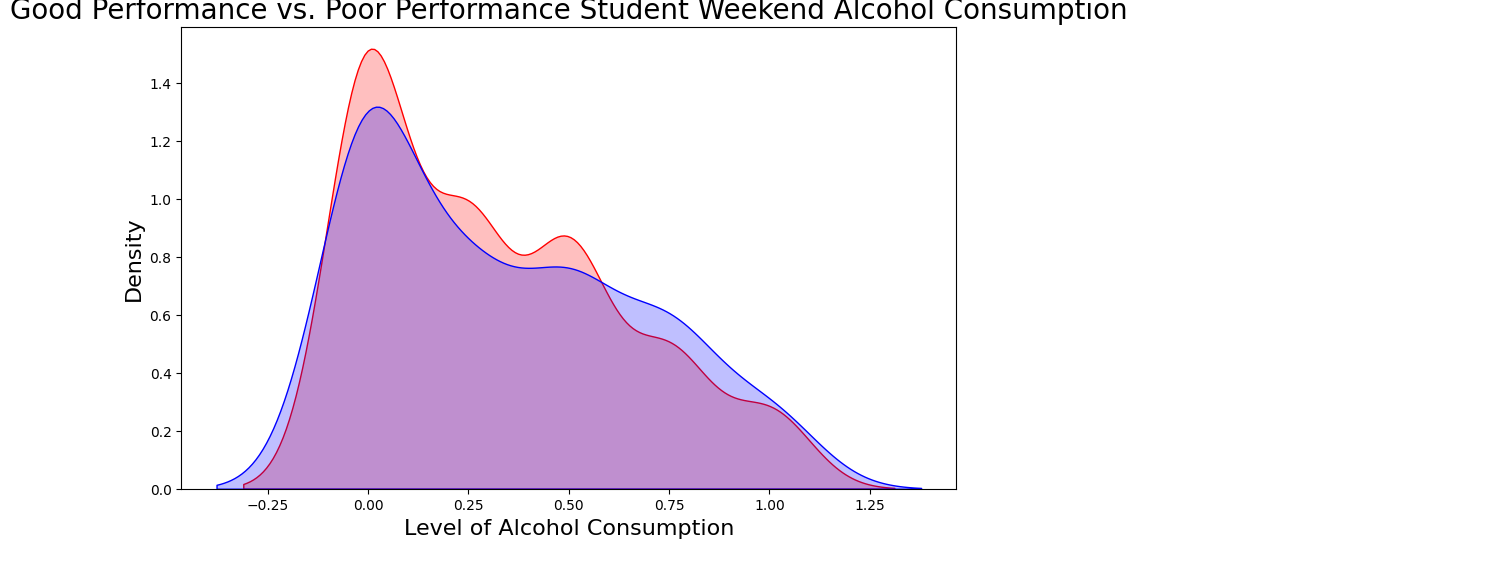 Good Performance vs. Poor Performance Student Weekend Alcohol Consumption
1.4
1.2
1.0
0.8
0.6
0.4
0.2
0.0
Density
−0.25 0.00 0.25 0.50 0.75 1.00 1.25
Level of Alcohol Consumption